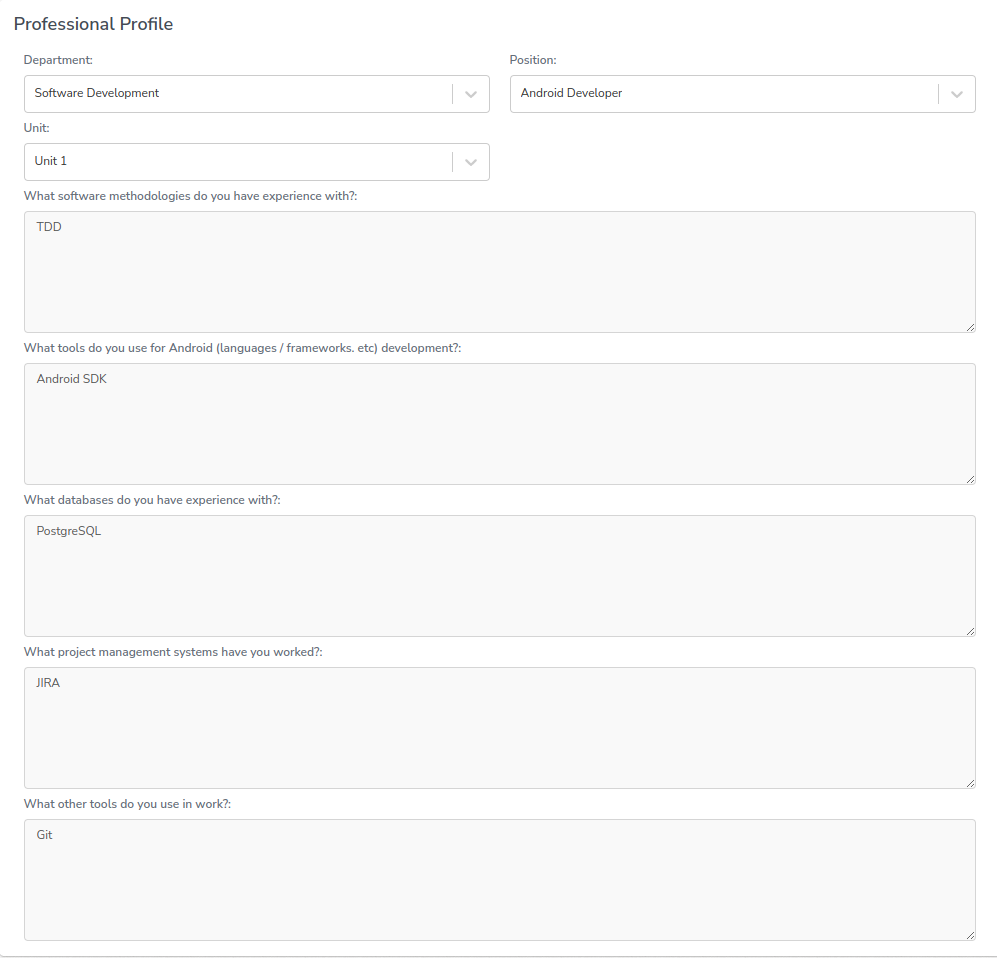 Professional Profile
Department:
Position:
Software Development
Android Developer
Unit:
Unit 1
What software methodologies do you have experience with?:
TDD
What tools do you use for Android (languages / frameworks. etc) development?:
Android SDK
What databases do you have experience with?:
PostgreSQL
What project management systems have you worked?:
JIRA
What other tools do you use in work?:
Git